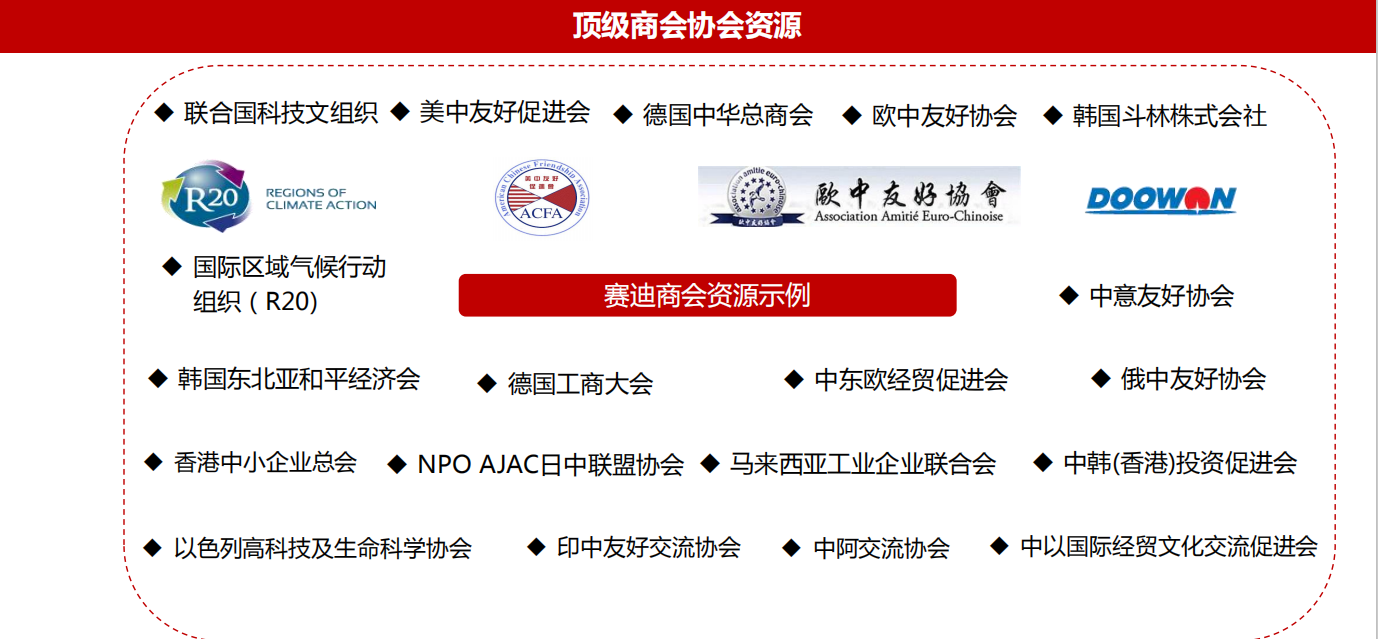 顶级商会协会资源
◆ 联合国科技文组织 ◆ 美中友好促进会 ◆ 德国中华总商会 ◆ 欧中友好协会 ◆ 韩国斗林株式会社
R20 REGIONS OF
CLIMATE ACTION
American Chinese Friendship Association
美中友好
促进会
ACFA
association amitié euro-chinoise
歐中友好協會
歐中友好協會
Association Amitié Euro-Chinoise
DOOWON
◆ 国际区域气候行动
组织（R20)
赛迪商会资源示例
◆ 中意友好协会
◆ 韩国东北亚和平经济会 ◆ 德国工商大会 ◆ 中东欧经贸促进会 ◆ 俄中友好协会
◆ 香港中小企业总会 ◆ NPO AJAC日中联盟协会 ◆ 马来西亚工业企业联合会 ◆ 中韩(香港)投资促进会
◆ 以色列高科技及生命科学协会 ◆ 印中友好交流协会 ◆ 中阿交流协会 ◆ 中以国际经贸文化交流促进会